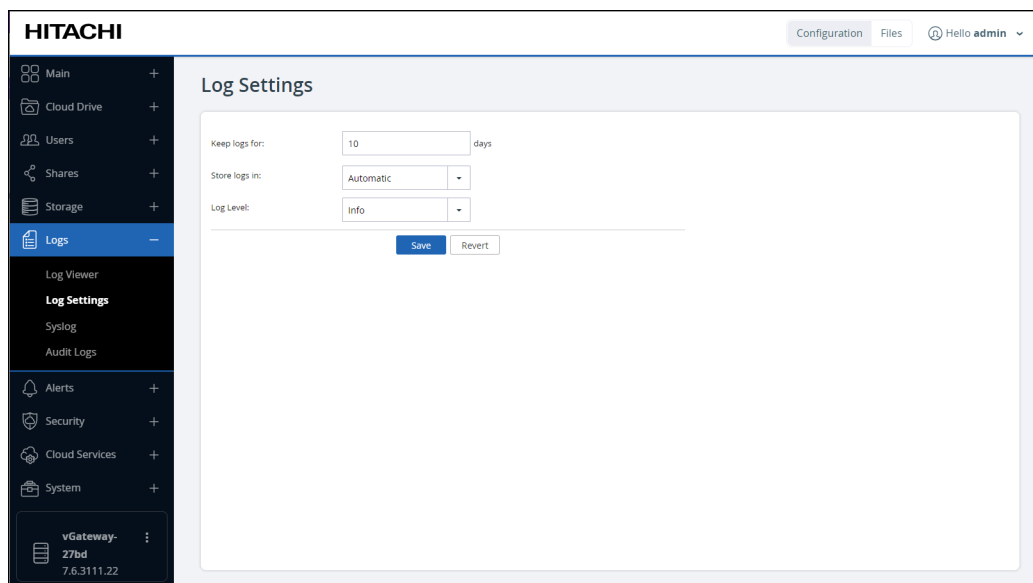 HITACHI
Configuration Files Hello admin
Main
Cloud Drive
Users
Shares
Storage
Logs
Log Viewer
Log Settings
Syslog
Audit Logs
Alerts
Security
Cloud Services
System
vGateway-
27bd
7.6.3111.22
Log Settings
Keep logs for: 10 days
Store logs in: Automatic
Log Level: Info
Save Revert